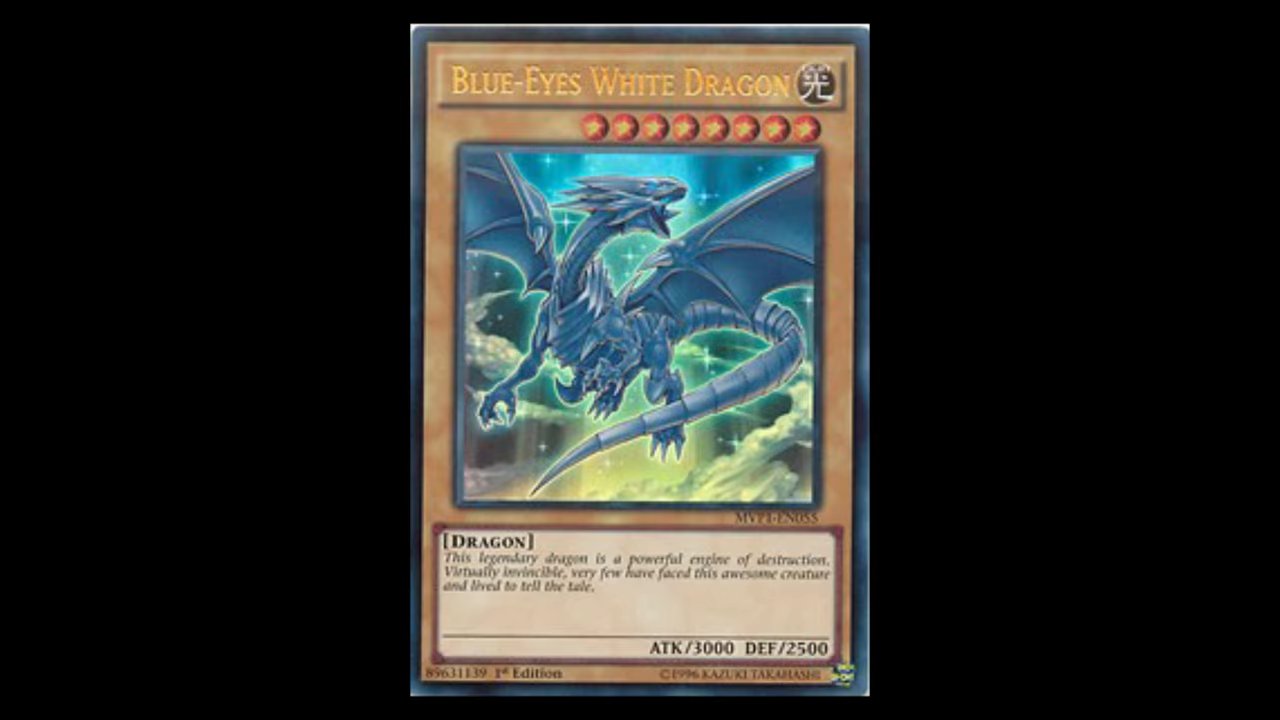 BLUE-EYES WHITE DRAGON 光
MVP1-EN055
[DRAGON]
This legendary dragon is a powerful engine of destruction.
Virtually invincible, very few have faced this awesome creature
and lived to tell the tale.
ATK/3000 DEF/2500
89631139 1st Edition ©1996 KAZUKI TAKAHASHI